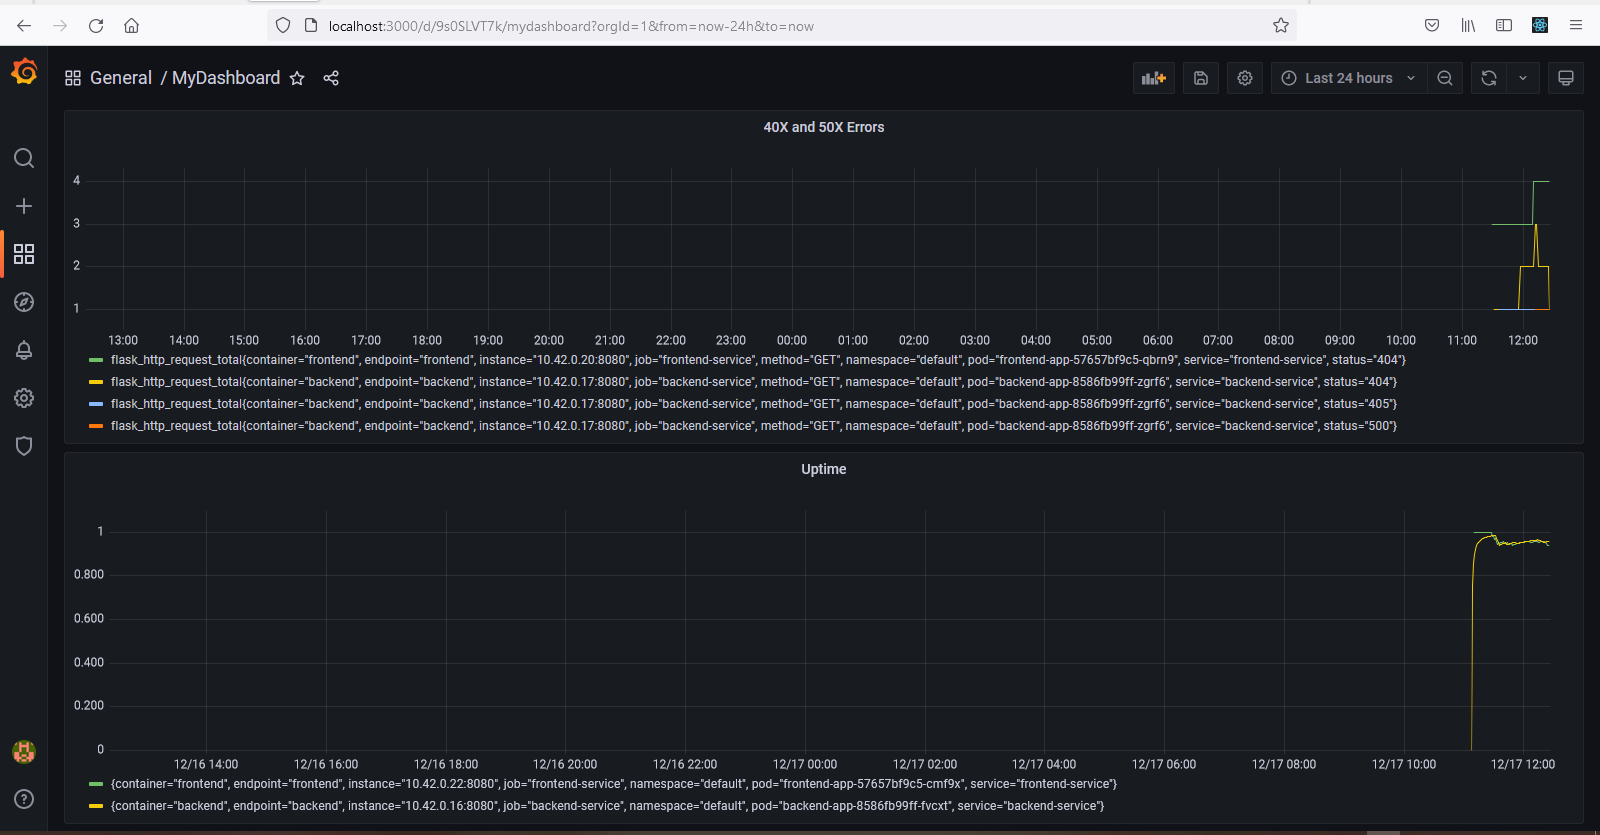 localhost:3000/d/9s0SLVT7k/mydashboard?orgId=1&from=now-24h&to=now
General / MyDashboard
Last 24 hours
40X and 50X Errors
4
3
2
1
13:00 14:00 15:00 16:00 17:00 18:00 19:00 20:00 21:00 22:00 23:00 00:00 01:00 02:00 03:00 04:00 05:00 06:00 07:00 08:00 09:00 10:00 11:00 12:00
flask_http_request_total{container="frontend", endpoint="frontend", instance="10.42.0.20:8080", job="frontend-service", method="GET", namespace="default", pod="frontend-app-57657bf9c5-qbrn9", service="frontend-service", status="404"}
flask_http_request_total{container="backend", endpoint="backend", instance="10.42.0.17:8080", job="backend-service", method="GET", namespace="default", pod="backend-app-8586fb99ff-zgrf6", service="backend-service", status="404"}
flask_http_request_total{container="backend", endpoint="backend", instance="10.42.0.17:8080", job="backend-service", method="GET", namespace="default", pod="backend-app-8586fb99ff-zgrf6", service="backend-service", status="405"}
flask_http_request_total{container="backend", endpoint="backend", instance="10.42.0.17:8080", job="backend-service", method="GET", namespace="default", pod="backend-app-8586fb99ff-zgrf6", service="backend-service", status="500"}
Uptime
1
0.800
0.600
0.400
0.200
0
12/16 14:00 12/16 16:00 12/16 18:00 12/16 20:00 12/16 22:00 12/17 00:00 12/17 02:00 12/17 04:00 12/17 06:00 12/17 08:00 12/17 10:00 12/17 12:00
{container="frontend", endpoint="frontend", instance="10.42.0.22:8080", job="frontend-service", namespace="default", pod="frontend-app-57657bf9c5-cmf9x", service="frontend-service"}
{container="backend", endpoint="backend", instance="10.42.0.16:8080", job="backend-service", namespace="default", pod="backend-app-8586fb99ff-fvcxt", service="backend-service"}